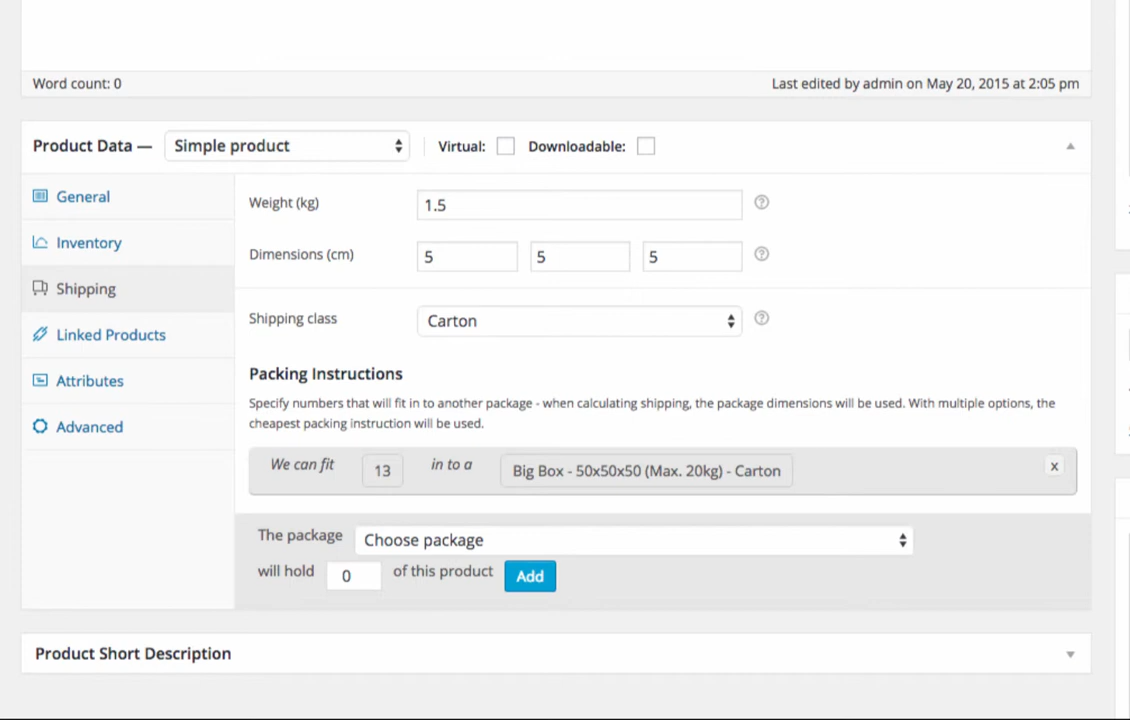 Word count: 0
Last edited by admin on May 20, 2015 at 2:05 pm
Product Data — Simple product Virtual: Downloadable:
General
Inventory
Shipping
Linked Products
Attributes
Advanced
Weight (kg) 1.5
Dimensions (cm) 5 5 5
Shipping class Carton
Packing Instructions
Specify numbers that will fit in to another package - when calculating shipping, the package dimensions will be used. With multiple options, the
cheapest packing instruction will be used.
We can fit 13 in to a Big Box - 50x50x50 (Max. 20kg) - Carton x
The package Choose package
will hold 0 of this product Add
Product Short Description